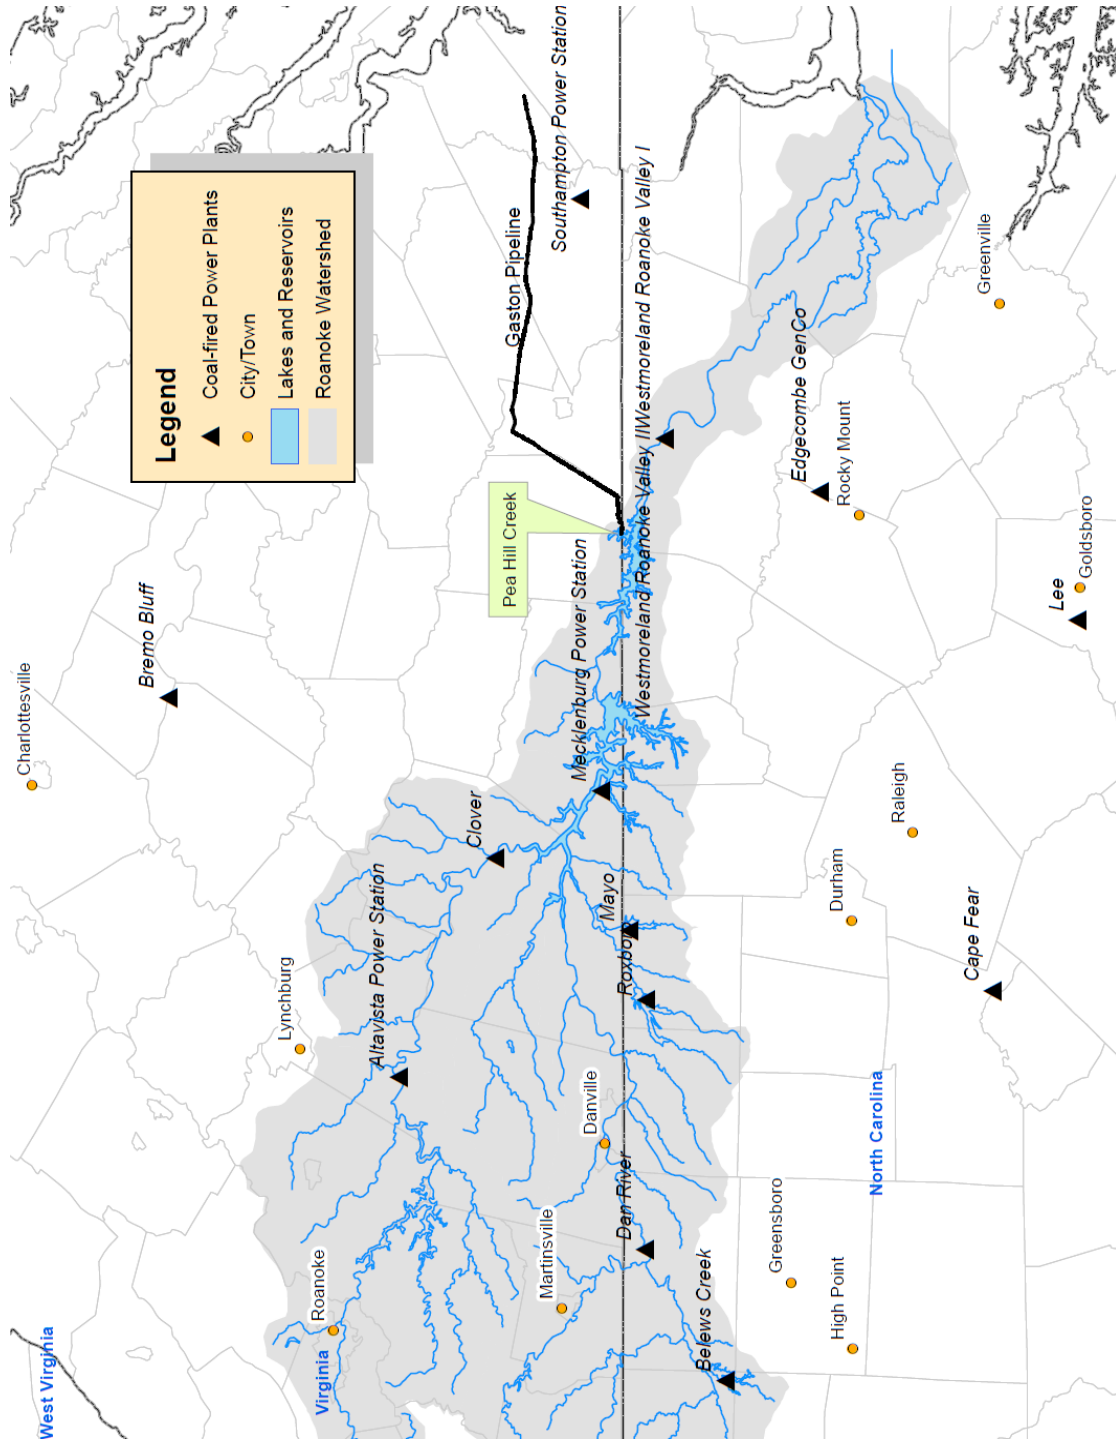 Legend
Coal-fired Power Plants
City/Town
Lakes and Reservoirs
Roanoke Watershed
West Virginia
Virginia
North Carolina
Charlottesville
Bremo Bluff
Lynchburg
Roanoke
Altavista Power Station
Clover
Pea Hill Creek
Gaston Pipeline
Southampton Power Station
Mecklenburg Power Station
Martinsville
Danville
Mayo
Roxboro
Dan River
Belews Creek
Westmoreland Roanoke Valley II
Westmoreland Roanoke Valley I
Edgecombe GenCo
Rocky Mount
Greenville
Greensboro
High Point
Durham
Raleigh
Cape Fear
Lee
Goldsboro